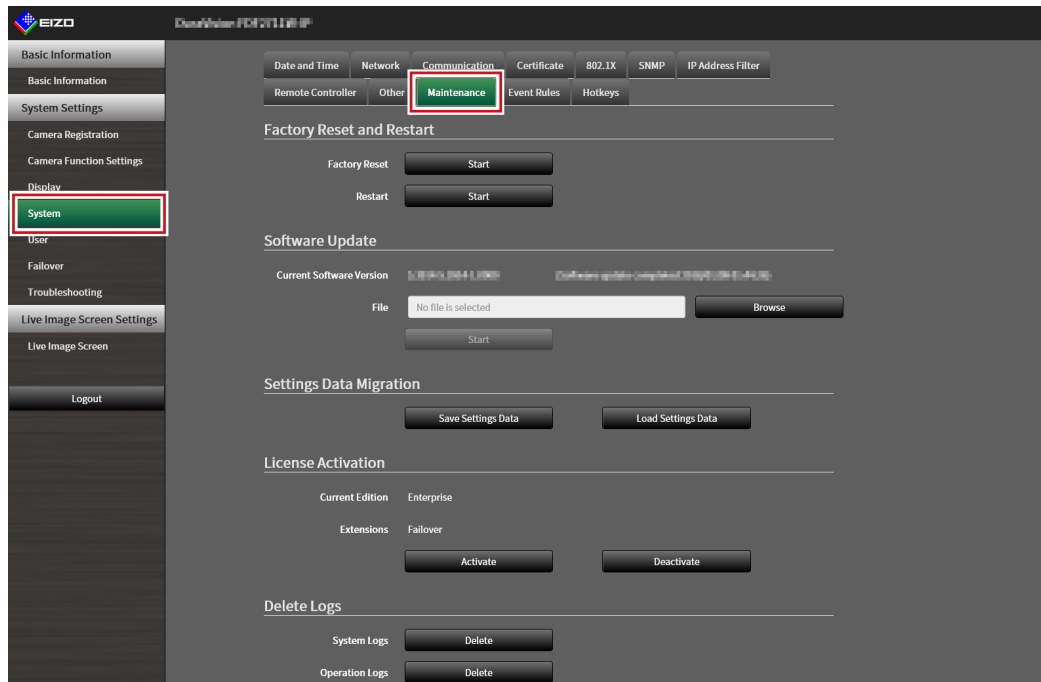 EIZO
Basic Information
Basic Information
System Settings
Camera Registration
Camera Function Settings
Display
System
User
Failover
Troubleshooting
Live Image Screen Settings
Live Image Screen
Logout
Date and Time Network Communication Certificate 802.1X SNMP IP Address Filter
Remote Controller Other Maintenance Event Rules Hotkeys
Factory Reset and Restart
Factory Reset Start
Restart Start
Software Update
Current Software Version
File No file is selected Browse
Start
Settings Data Migration
Save Settings Data Load Settings Data
License Activation
Current Edition Enterprise
Extensions Failover
Activate Deactivate
Delete Logs
System Logs Delete
Operation Logs Delete